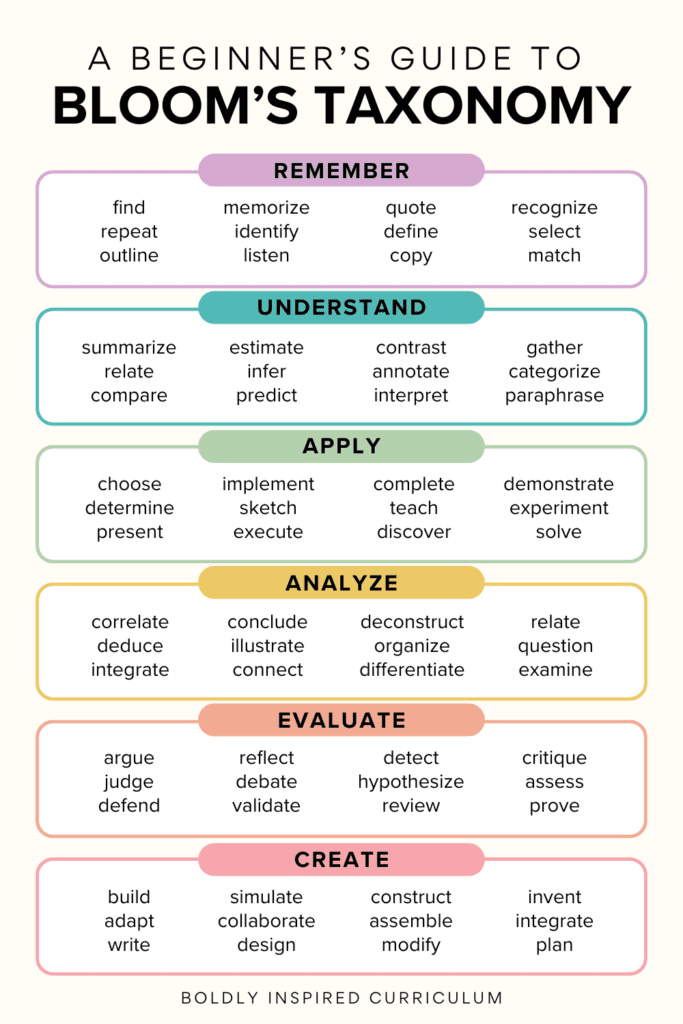 A BEGINNER'S GUIDE TO
BLOOM'S TAXONOMY
REMEMBER
find memorize quote recognize
repeat identify define select
outline listen copy match
UNDERSTAND
summarize estimate contrast gather
relate infer annotate categorize
compare predict interpret paraphrase
APPLY
choose implement complete demonstrate
determine sketch teach experiment
present execute discover solve
ANALYZE
correlate conclude deconstruct relate
deduce illustrate organize question
integrate connect differentiate examine
EVALUATE
argue reflect detect critique
judge debate hypothesize assess
defend validate review prove
CREATE
build simulate construct invent
adapt collaborate assemble integrate
write design modify plan
BOLDLY INSPIRED CURRICULUM